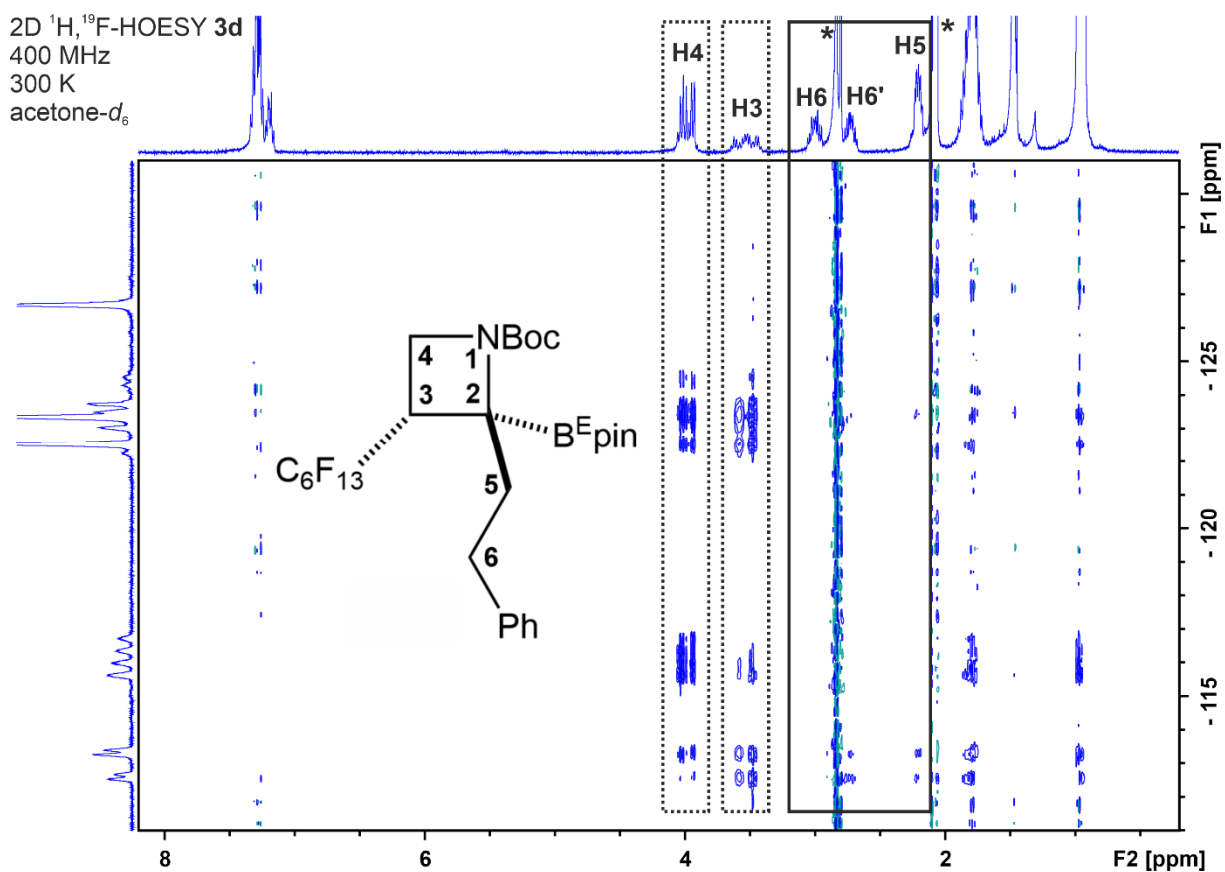 2D ¹H,¹⁹F-HOESY 3d
400 MHz
300 K
acetone-d₆
H4
H3
*
H6
H6'
H5
*
F1 [ppm]
-125
-120
-115
4
1
NBoc
3
2
C₆F₁₃
BᴱPin
5
6
Ph
8
6
4
2
F2 [ppm]